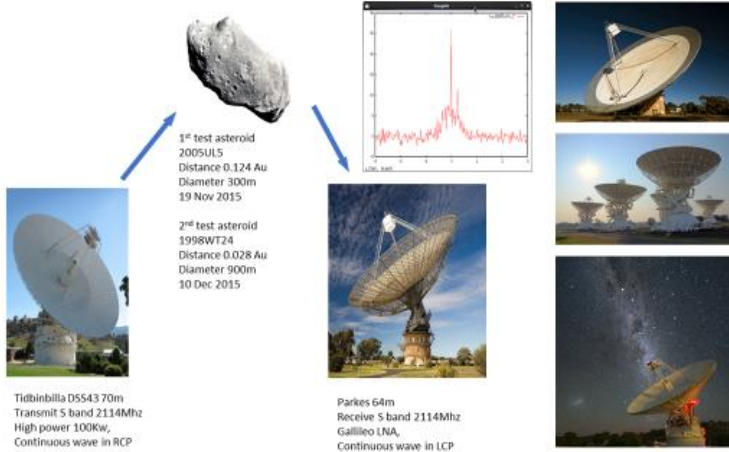 1st test asteroid
2005UL5
Distance 0.124 Au
Diameter 300m
19 Nov 2015
2nd test asteroid
1998WT24
Distance 0.028 Au
Diameter 900m
10 Dec 2015
Tidbinbilla DSS43 70m
Transmit S band 2114Mhz
High power 100Kw,
Continuous wave in RCP
Parkes 64m
Receive S band 2114Mhz
Gallileo LNA,
Continuous wave in LCP